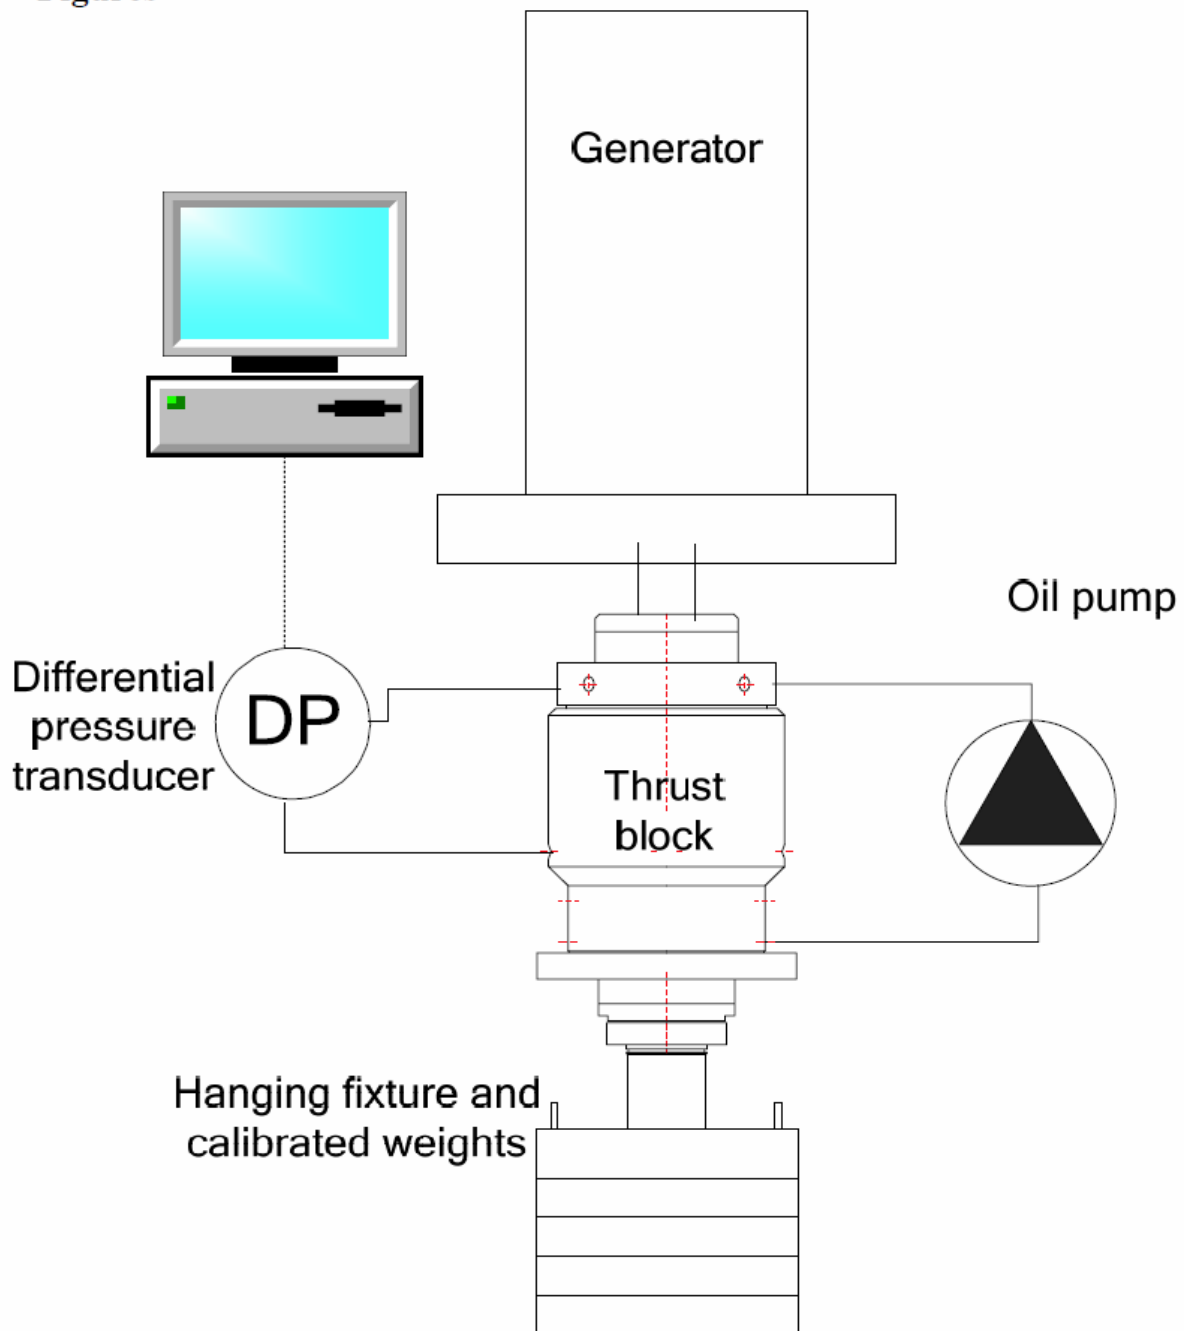 Generator
Oil pump
Differential
pressure
transducer
DP
Thrust
block
Hanging fixture and
calibrated weights